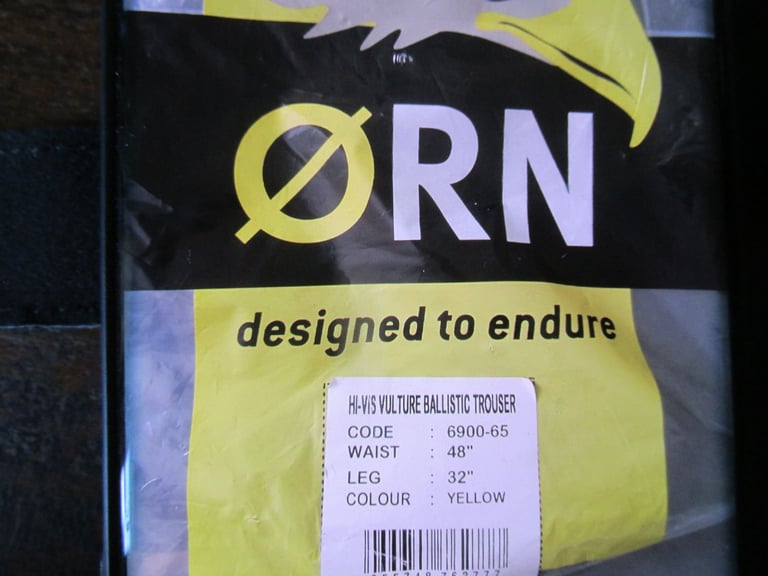 ØRN
designed to endure
HI-ViS VULTURE BALLISTIC TROUSER
CODE : 6900-65
WAIST : 48"
LEG : 32"
COLOUR : YELLOW